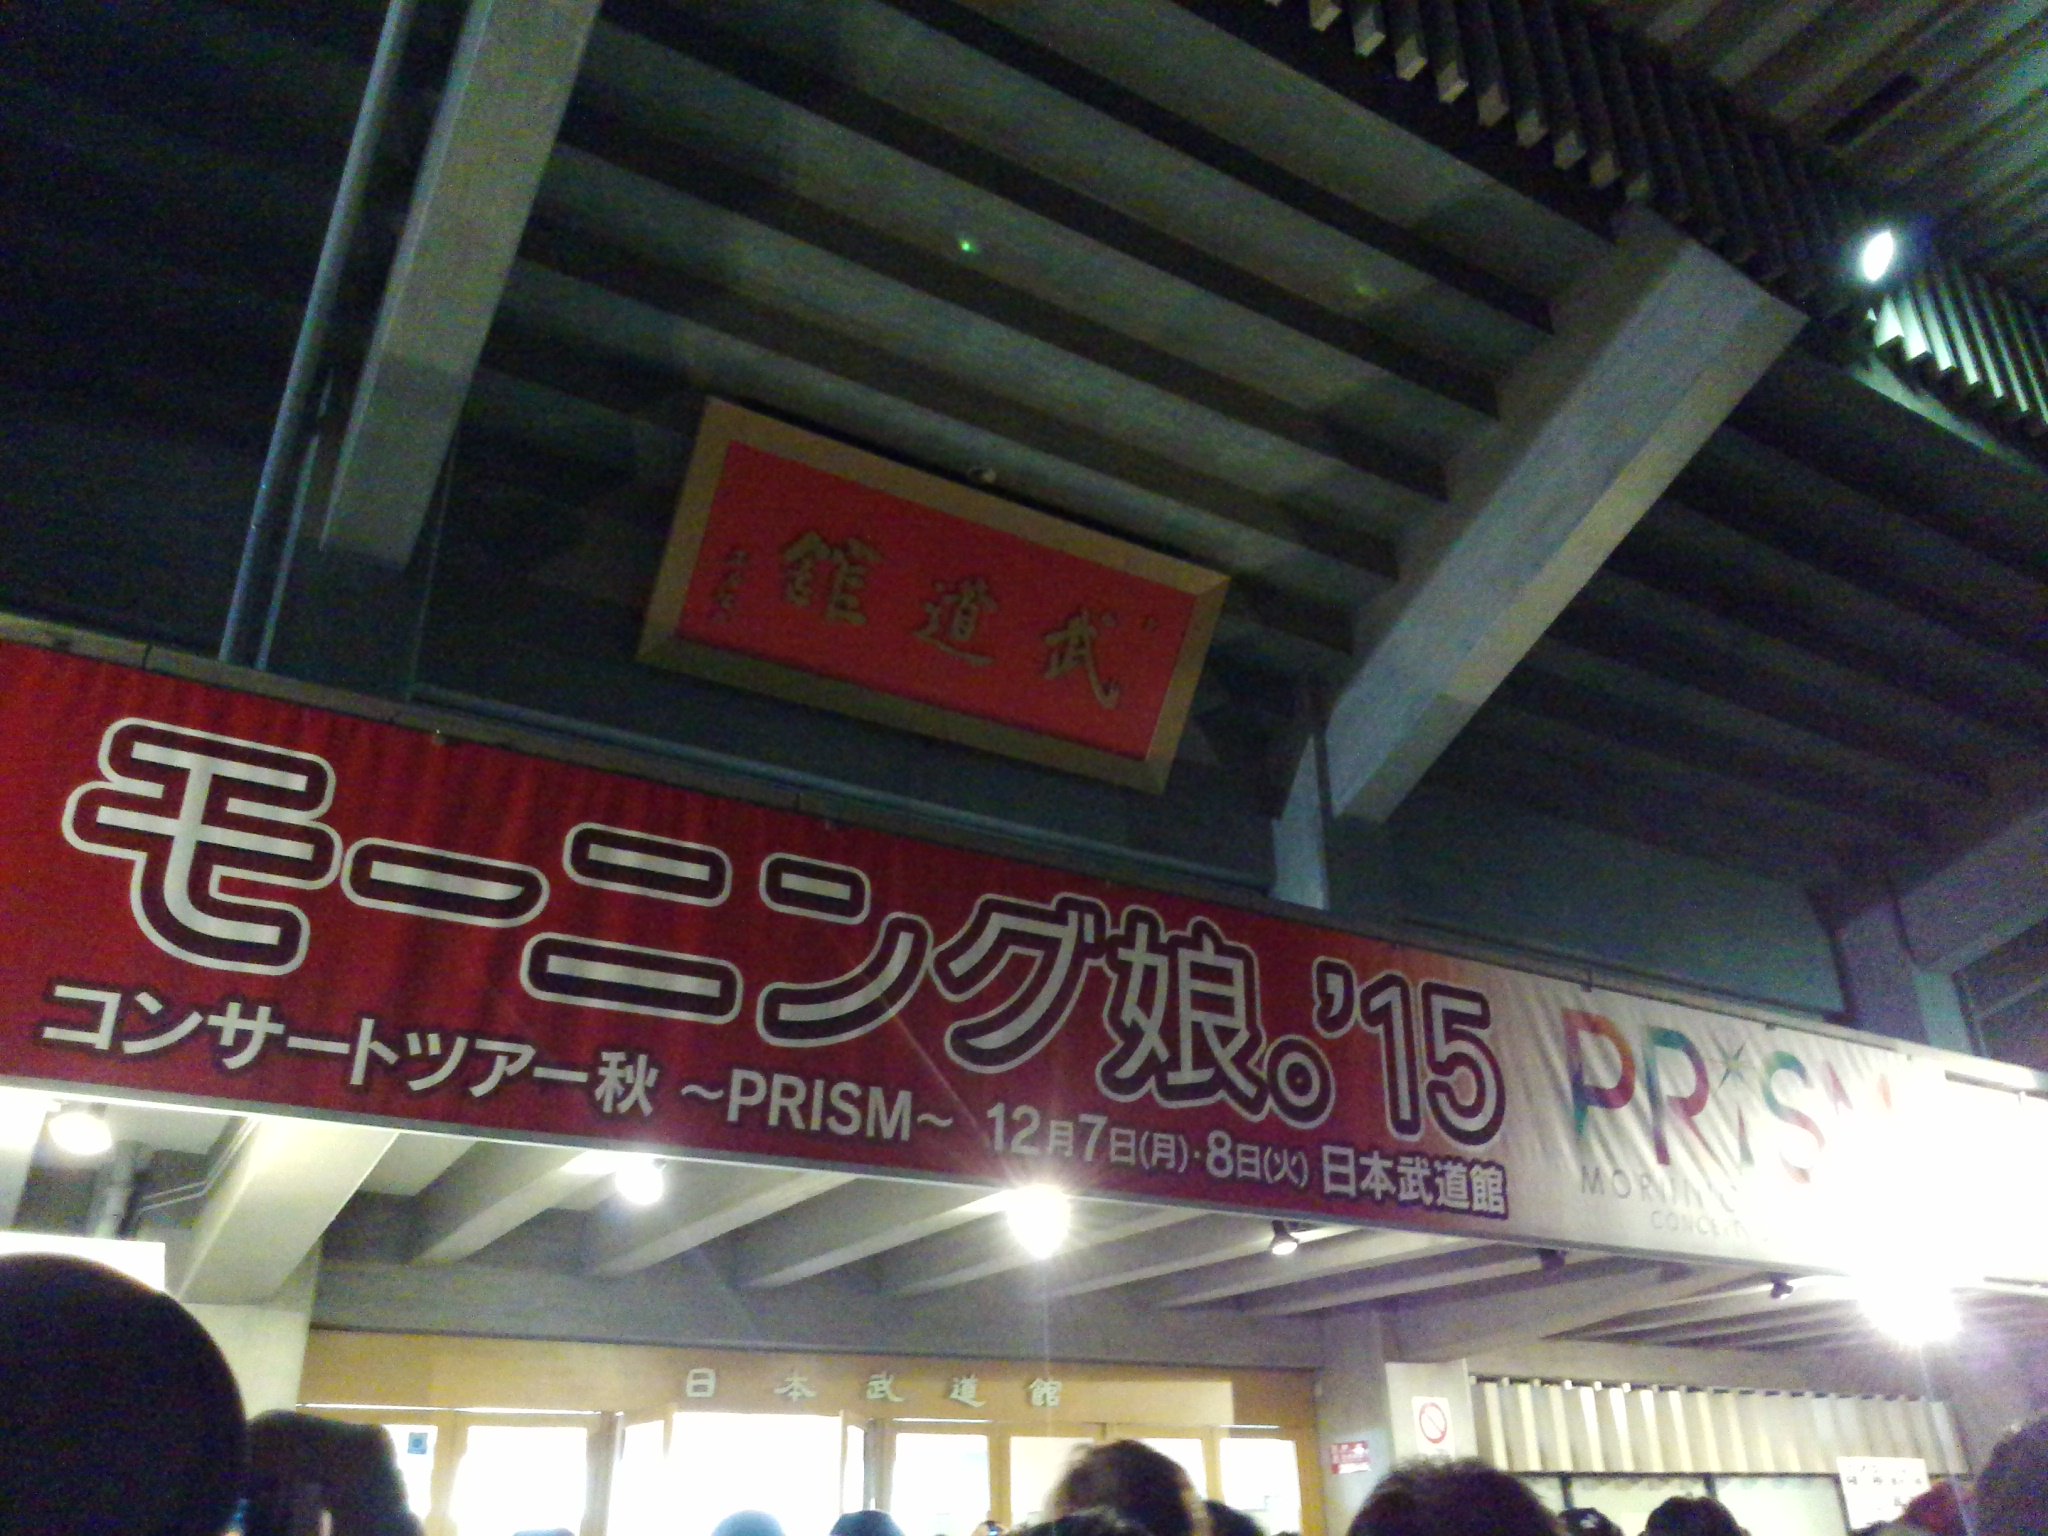 武道館
モーニング娘。'15
コンサートツアー秋 ~PRISM~ 12月7日(月)・8日(火) 日本武道館
PRiSM
日本武道館